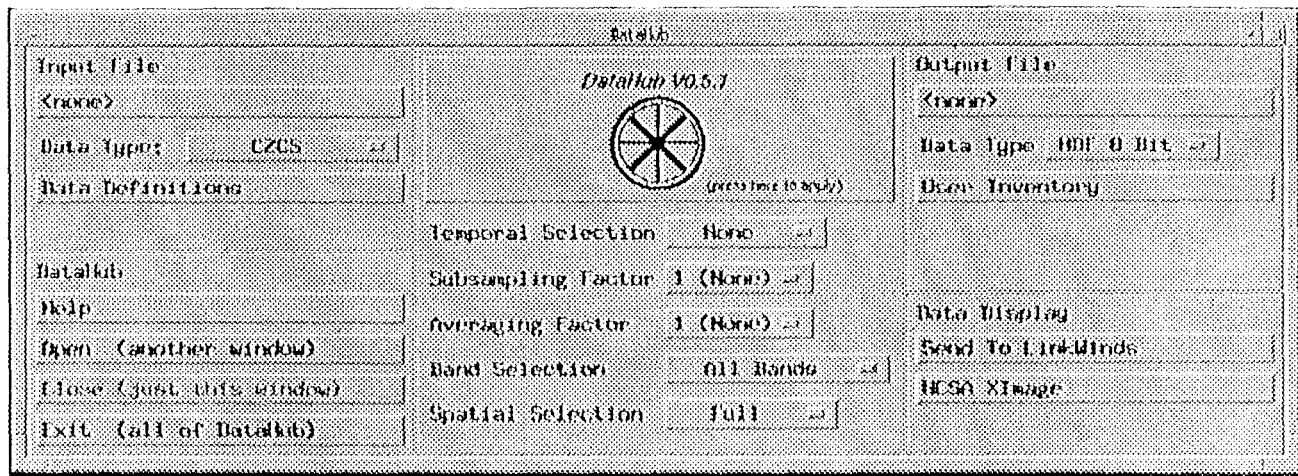 DataHub
Input file
<none>
Data Type: CZCS
Data Definitions
DataHub
Help
Open (another window)
Close (just this window)
Exit (all of DataHub)
DataHub V0.5.1
(press here to apply)
Temporal Selection None
Subsampling Factor 1 (None)
Averaging Factor 1 (None)
Band Selection All Bands
Spatial Selection Full
Output file
<none>
Data Type HDF 8 Bit
User Inventory
Data Display
Send To LinkWinds
NCSA XImage